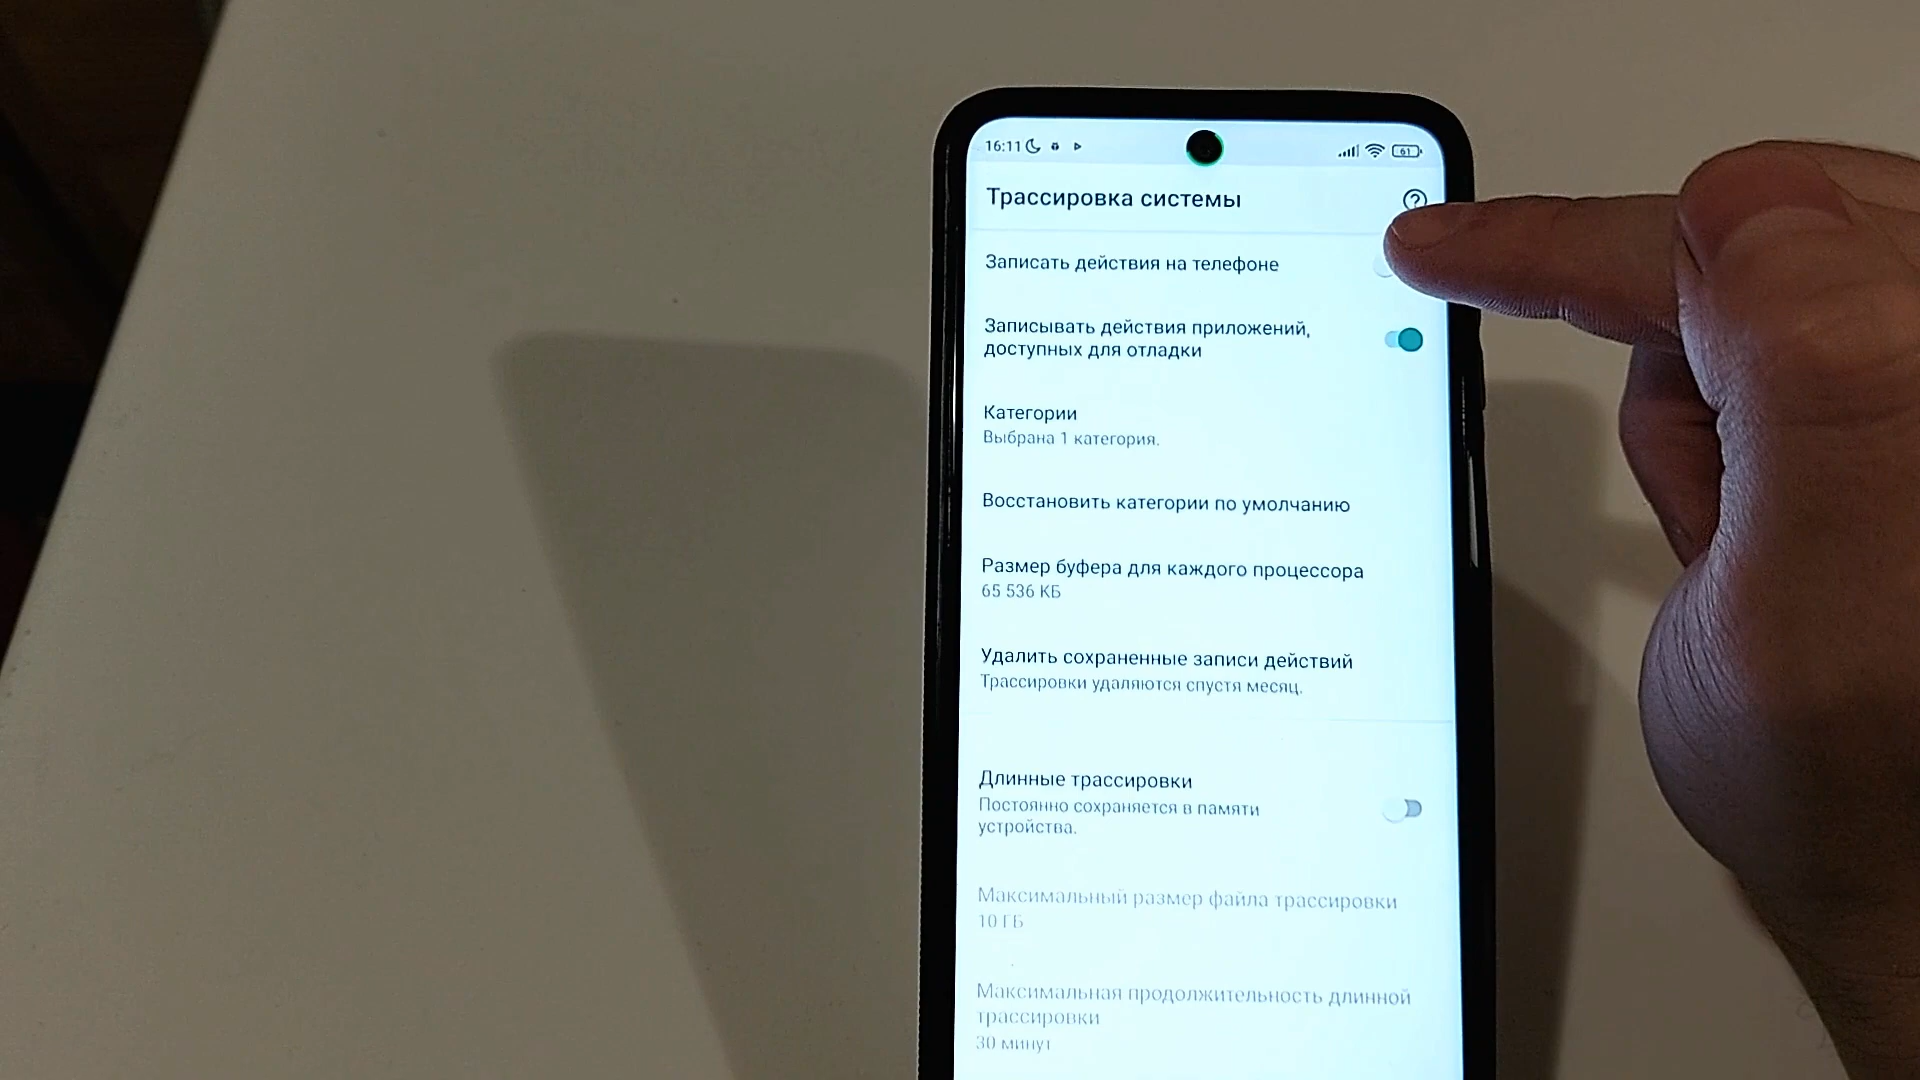 16:11
61
Трассировка системы
?
Записать действия на телефоне
Записывать действия приложений,
доступных для отладки
Категории
Выбрана 1 категория.
Восстановить категории по умолчанию
Размер буфера для каждого процессора
65 536 КБ
Удалить сохраненные записи действий
Трассировки удаляются спустя месяц.
Длинные трассировки
Постоянно сохраняется в памяти
устройства.
Максимальный размер файла трассировки
10 ГБ
Максимальная продолжительность длинной
трассировки
30 минут